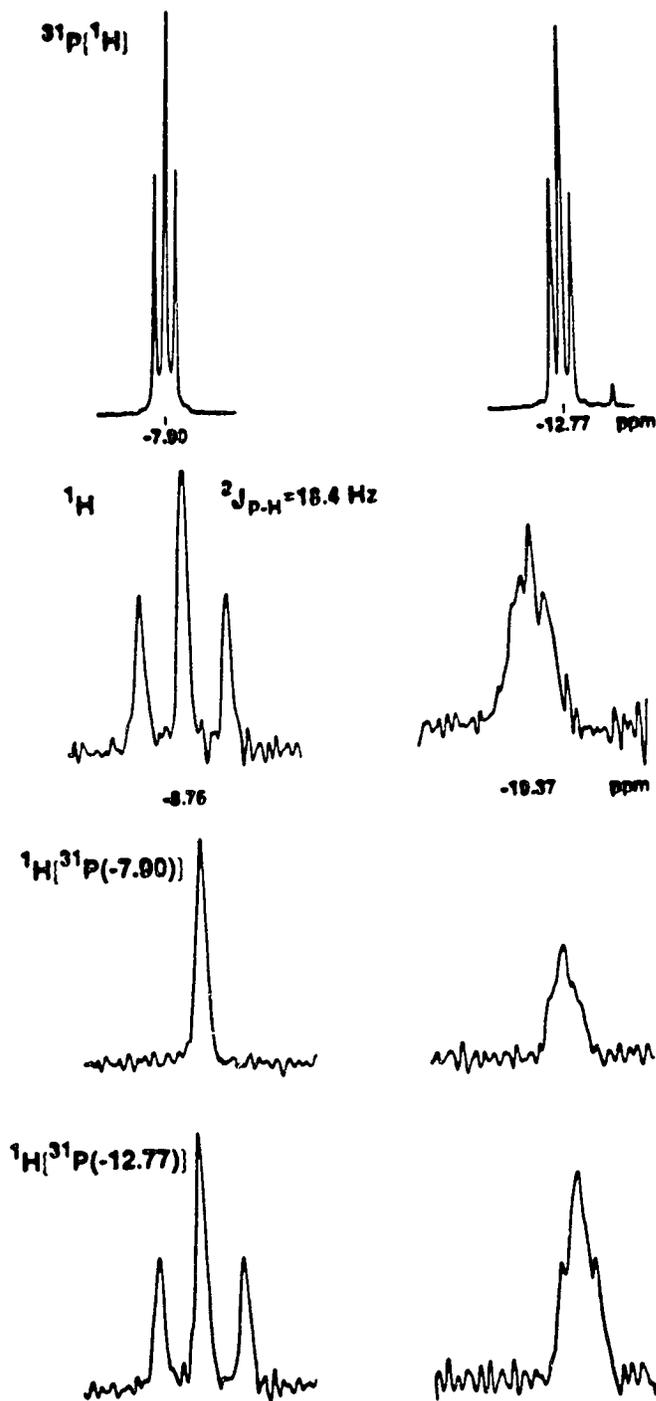 ³¹P{¹H}
-7.90
-12.77 ppm
¹H ²J_P-H=18.4 Hz
-8.76
-19.37 ppm
¹H{³¹P(-7.90)}
¹H{³¹P(-12.77)}